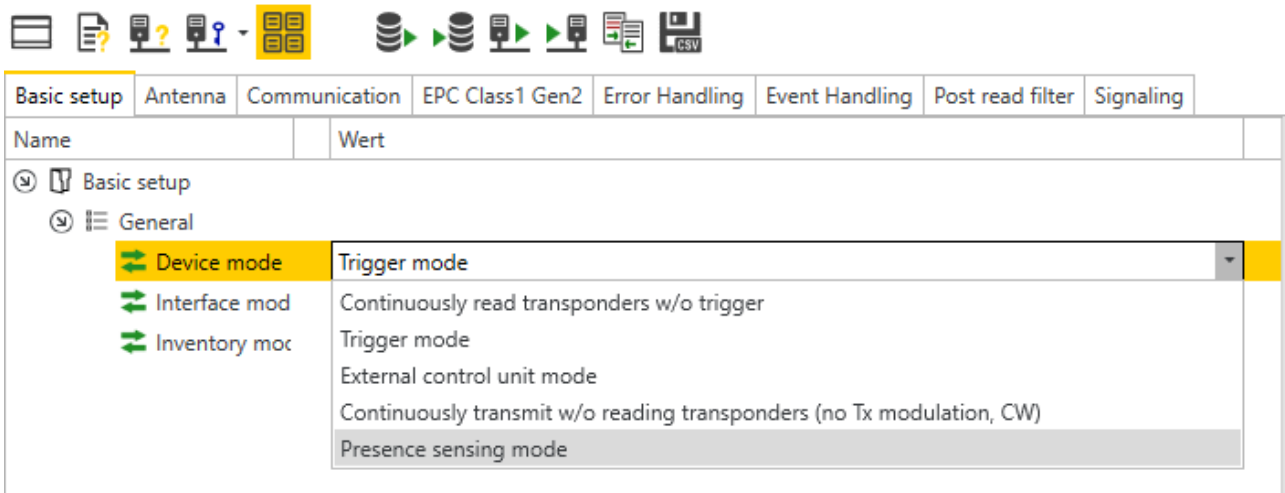 ? ? CSV
Basic setup Antenna Communication EPC Class1 Gen2 Error Handling Event Handling Post read filter Signaling
Name Wert
Basic setup
General
Device mode Trigger mode
Interface mod Continuously read transponders w/o trigger
Trigger mode
Inventory moc
External control unit mode
Continuously transmit w/o reading transponders (no Tx modulation, CW)
Presence sensing mode